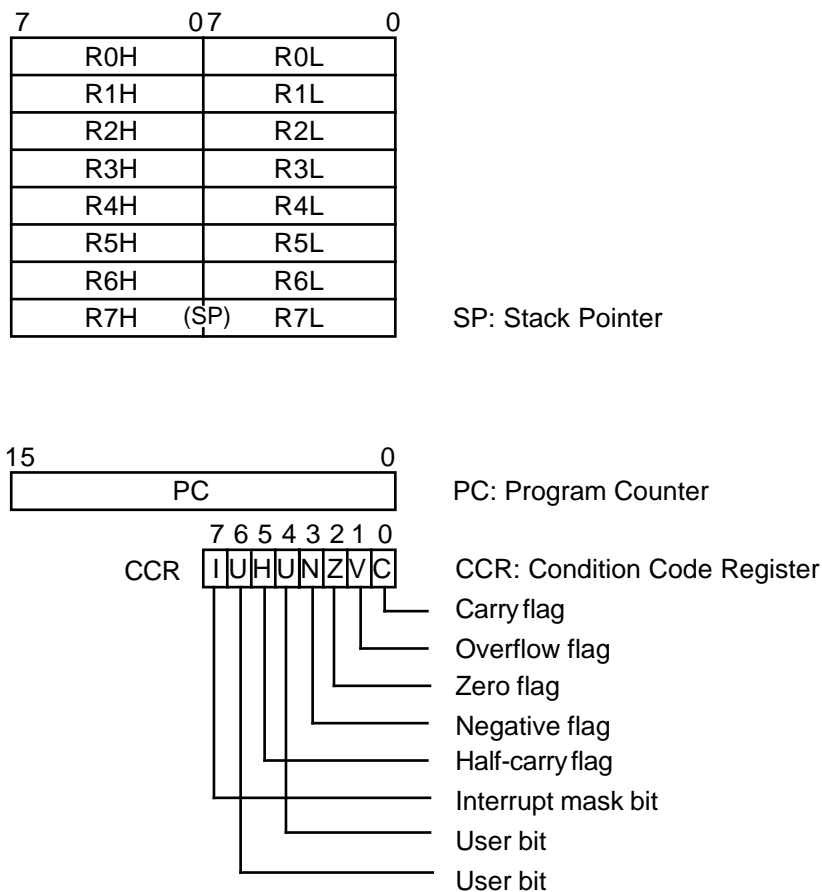 7 0 7 0
R0H R0L
R1H R1L
R2H R2L
R3H R3L
R4H R4L
R5H R5L
R6H R6L
R7H (SP) R7L SP: Stack Pointer
15 0
PC PC: Program Counter
7 6 5 4 3 2 1 0
CCR I U H U N Z V C CCR: Condition Code Register
Carry flag
Overflow flag
Zero flag
Negative flag
Half-carry flag
Interrupt mask bit
User bit
User bit